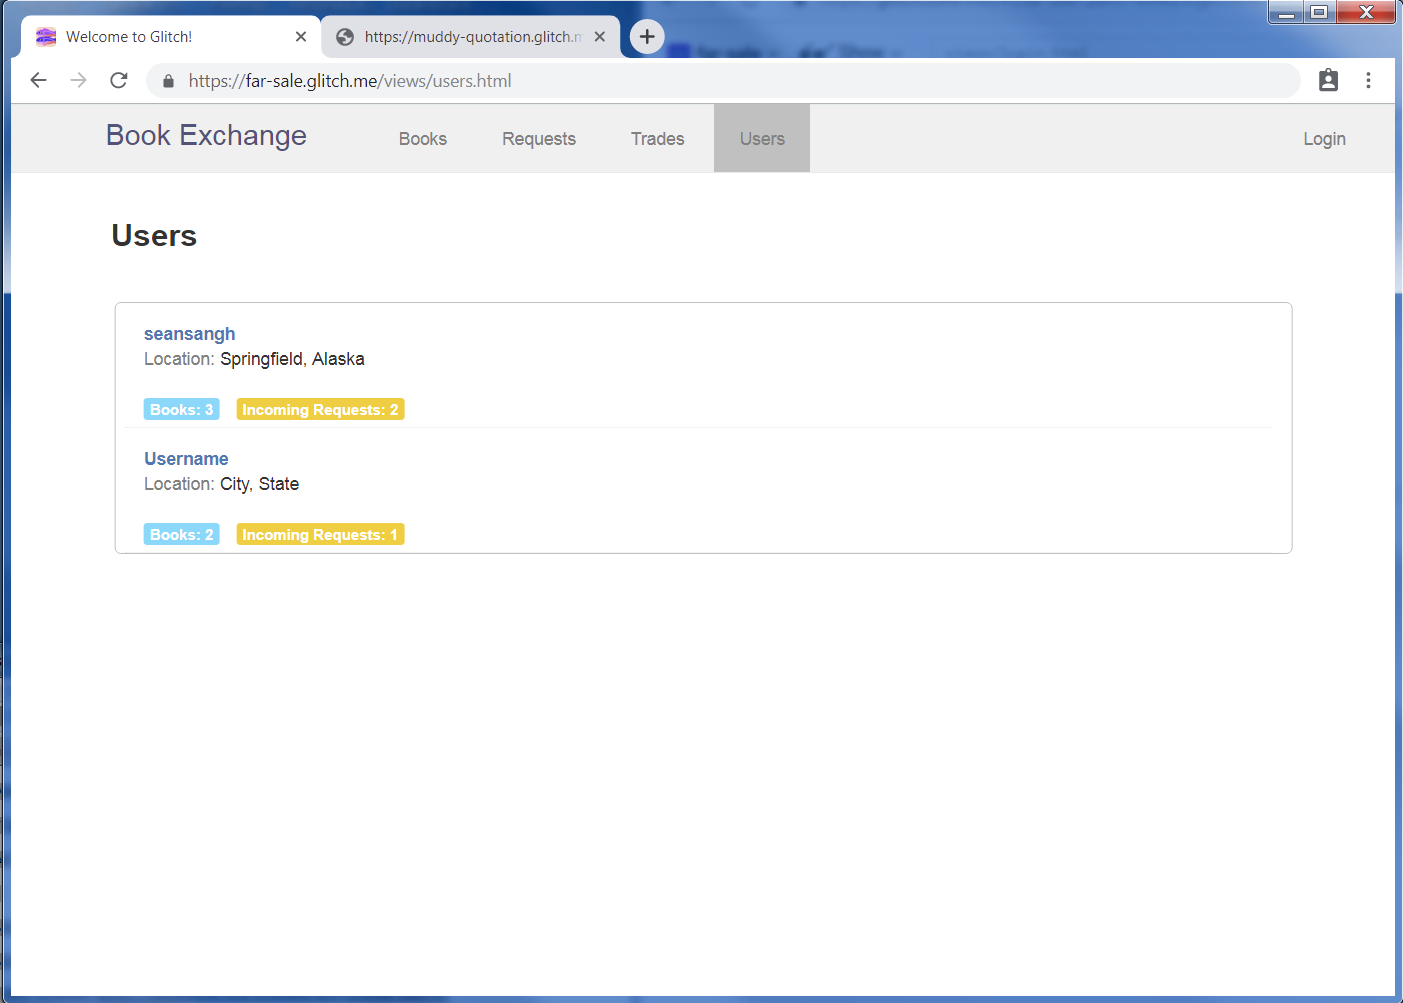 Welcome to Glitch!
https://muddy-quotation.glitch.m
https://far-sale.glitch.me/views/users.html
Book Exchange Books Requests Trades Users Login
Users
seansangh
Location: Springfield, Alaska
Books: 3 Incoming Requests: 2
Username
Location: City, State
Books: 2 Incoming Requests: 1